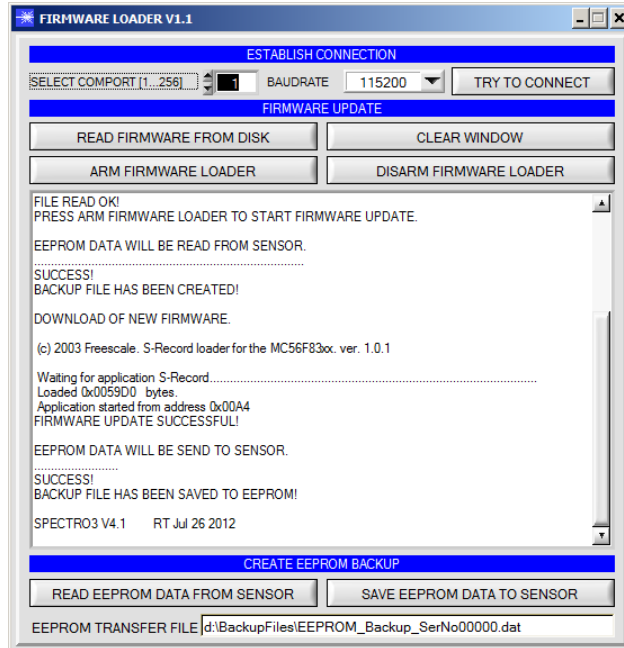 FIRMWARE LOADER V1.1
ESTABLISH CONNECTION
SELECT COMPORT [1...256] 1 BAUDRATE 115200 TRY TO CONNECT
FIRMWARE UPDATE
READ FIRMWARE FROM DISK CLEAR WINDOW
ARM FIRMWARE LOADER DISARM FIRMWARE LOADER
FILE READ OK!
PRESS ARM FIRMWARE LOADER TO START FIRMWARE UPDATE.
EEPROM DATA WILL BE READ FROM SENSOR.
................................................................................
SUCCESS!
BACKUP FILE HAS BEEN CREATED!
DOWNLOAD OF NEW FIRMWARE.
(c) 2003 Freescale. S-Record loader for the MC56F83xx. ver. 1.0.1
Waiting for application S-Record..........................................................................................
Loaded 0x0059D0 bytes.
Application started from address 0x00A4
FIRMWARE UPDATE SUCCESSFUL!
EEPROM DATA WILL BE SEND TO SENSOR.
.........................
SUCCESS!
BACKUP FILE HAS BEEN SAVED TO EEPROM!
SPECTRO3 V4.1 RT Jul 26 2012
CREATE EEPROM BACKUP
READ EEPROM DATA FROM SENSOR SAVE EEPROM DATA TO SENSOR
EEPROM TRANSFER FILE d:\BackupFiles\EEPROM_Backup_SerNo00000.dat